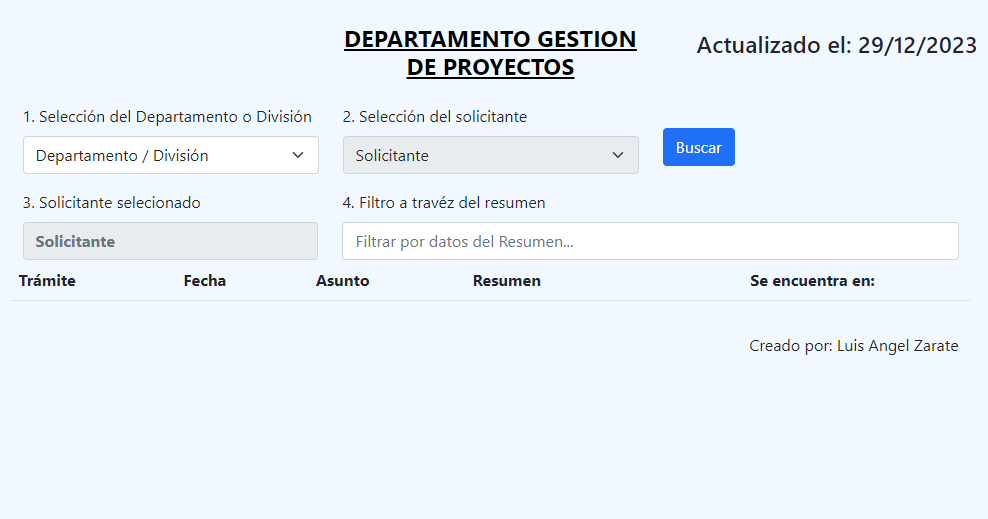 DEPARTAMENTO GESTION
DE PROYECTOS
Actualizado el: 29/12/2023
1. Selección del Departamento o División
2. Selección del solicitante
Departamento / División
Solicitante
Buscar
3. Solicitante selecionado
4. Filtro a travéz del resumen
Solicitante
Filtrar por datos del Resumen...
Trámite Fecha Asunto Resumen Se encuentra en:
Creado por: Luis Angel Zarate